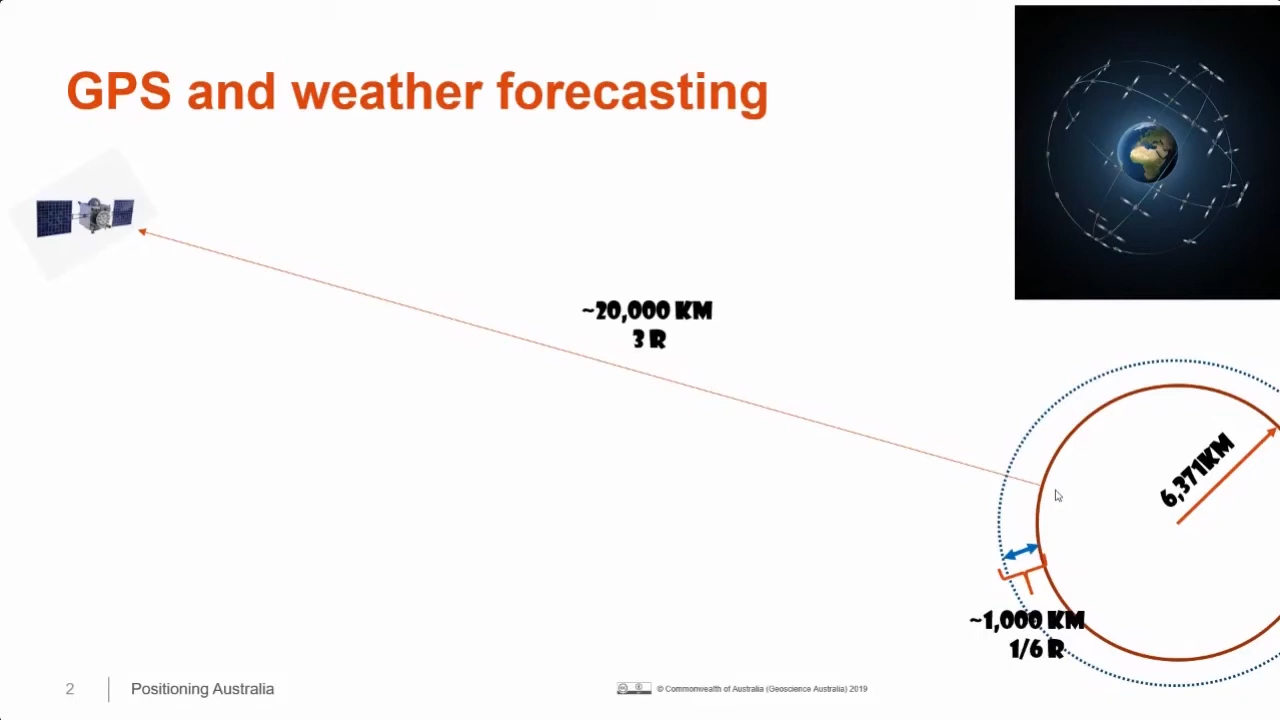 GPS and weather forecasting
~20,000 KM
3 R
6,371KM
~1,000 KM
1/6 R
2
Positioning Australia
© Commonwealth of Australia (Geoscience Australia) 2019